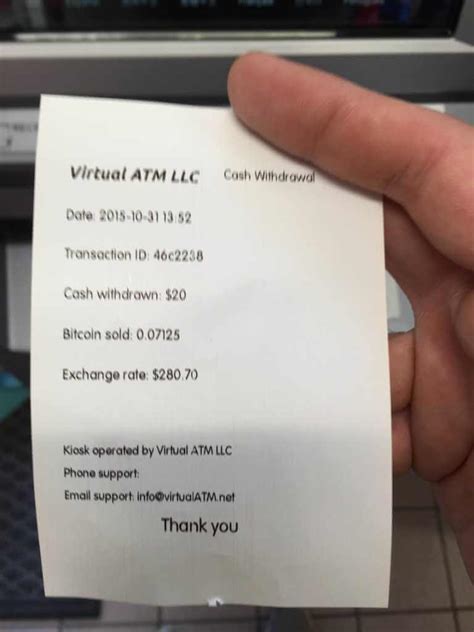 Virtual ATM LLC Cash Withdrawal
Date: 2015-10-31 13:52
Transaction ID: 46c2238
Cash withdrawn: $20
Bitcoin sold: 0.07125
Exchange rate: $280.70
Kiosk operated by Virtual ATM LLC
Phone support:
Email support: info@virtualATM.net
Thank you